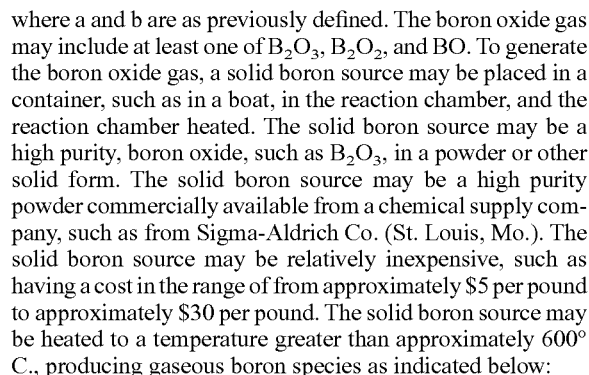 where a and b are as previously defined. The boron oxide gas
may include at least one of B₂O₃, B₂O₂, and BO. To generate
the boron oxide gas, a solid boron source may be placed in a
container, such as in a boat, in the reaction chamber, and the
reaction chamber heated. The solid boron source may be a
high purity, boron oxide, such as B₂O₃, in a powder or other
solid form. The solid boron source may be a high purity
powder commercially available from a chemical supply com-
pany, such as from Sigma-Aldrich Co. (St. Louis, Mo.). The
solid boron source may be relatively inexpensive, such as
having a cost in the range of from approximately $5 per pound
to approximately $30 per pound. The solid boron source may
be heated to a temperature greater than approximately 600°
C., producing gaseous boron species as indicated below: